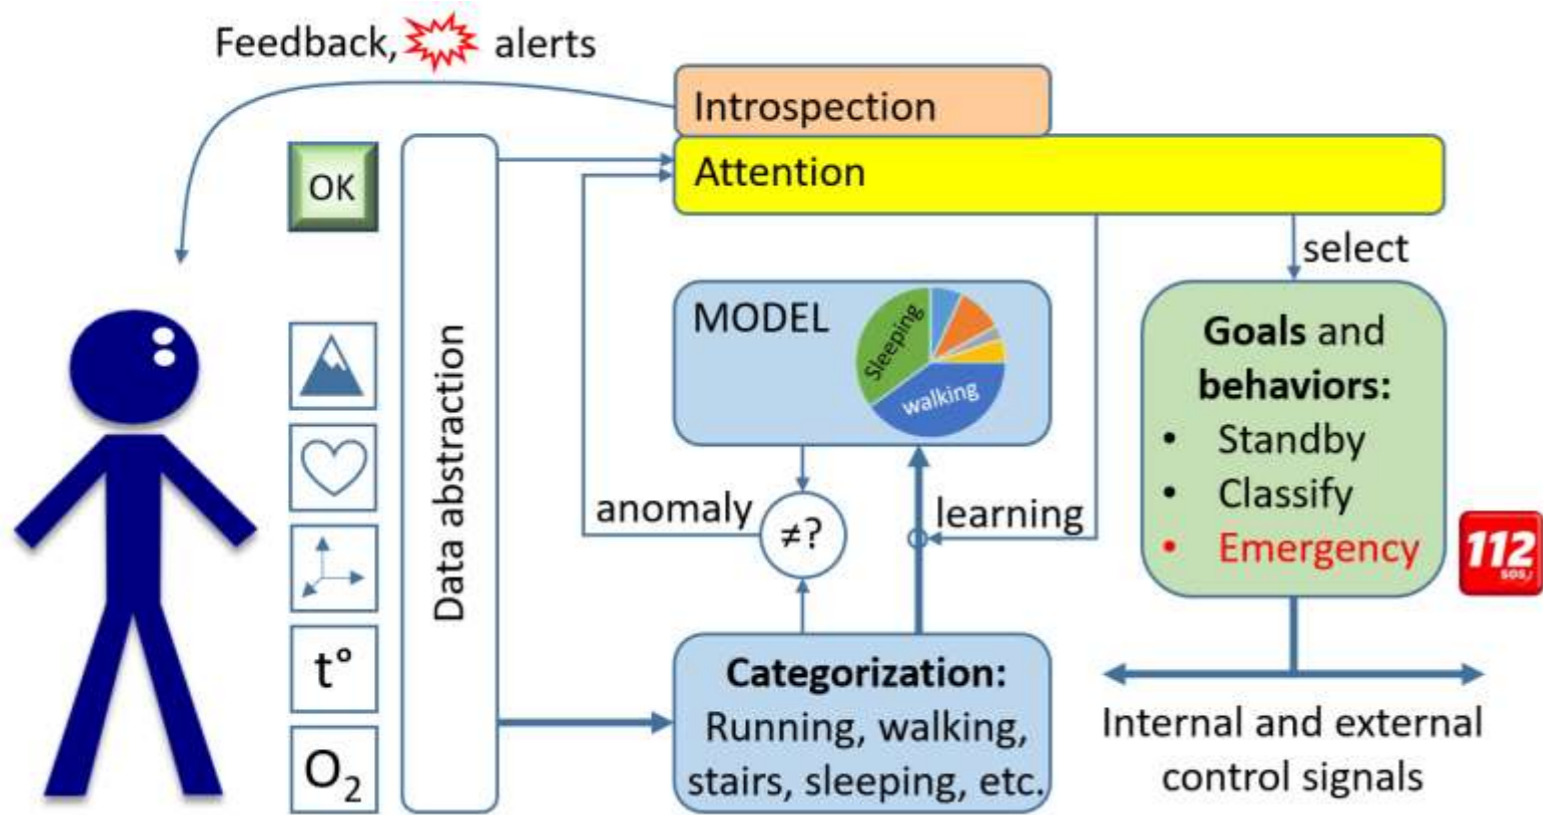 Feedback, alerts
Introspection
Attention
OK
select
MODEL
Sleeping
walking
Data abstraction
Goals and
behaviors:
• Standby
• Classify
• Emergency
112
SOS
anomaly
≠?
learning
t°
O₂
Categorization:
Running, walking,
stairs, sleeping, etc.
Internal and external
control signals